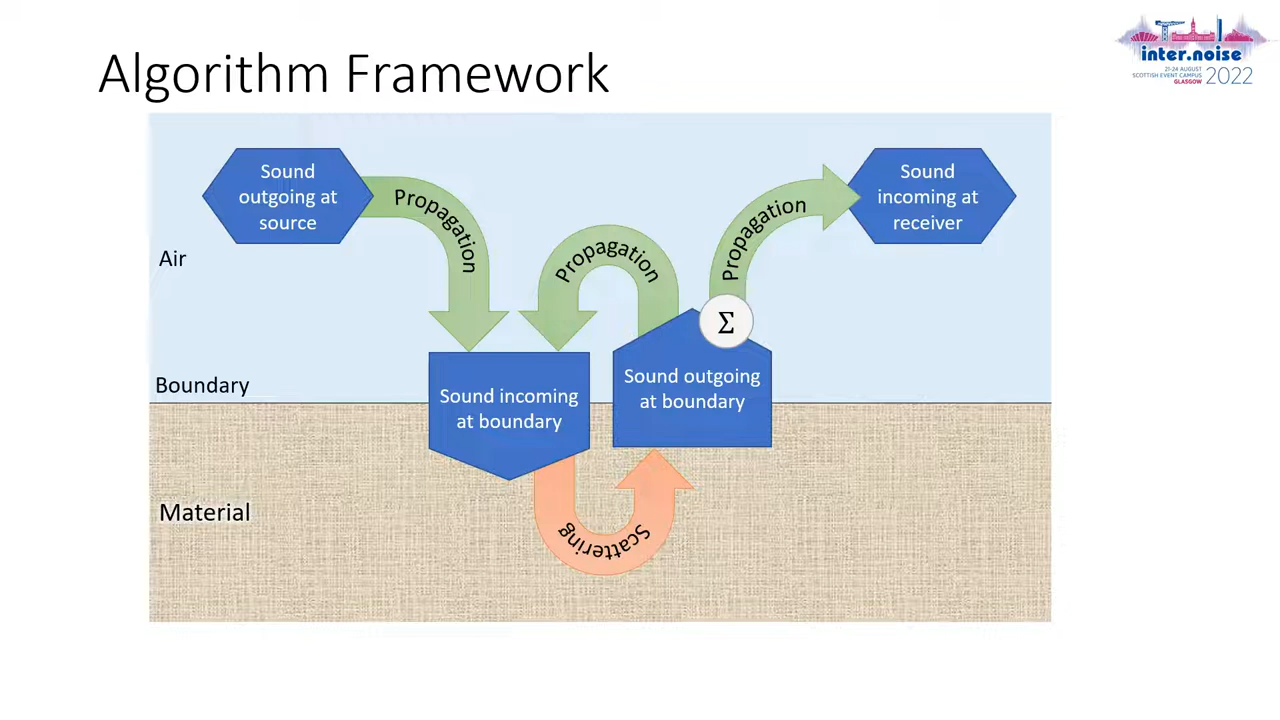 Algorithm Framework
inter.noise
21-24 AUGUST
SCOTTISH EVENT CAMPUS
GLASGOW
2022
Sound
outgoing at
source
Propagation
Propagation
Propagation
Sound
incoming at
receiver
Air
Σ
Boundary
Sound incoming
at boundary
Sound outgoing
at boundary
Material
Scattering